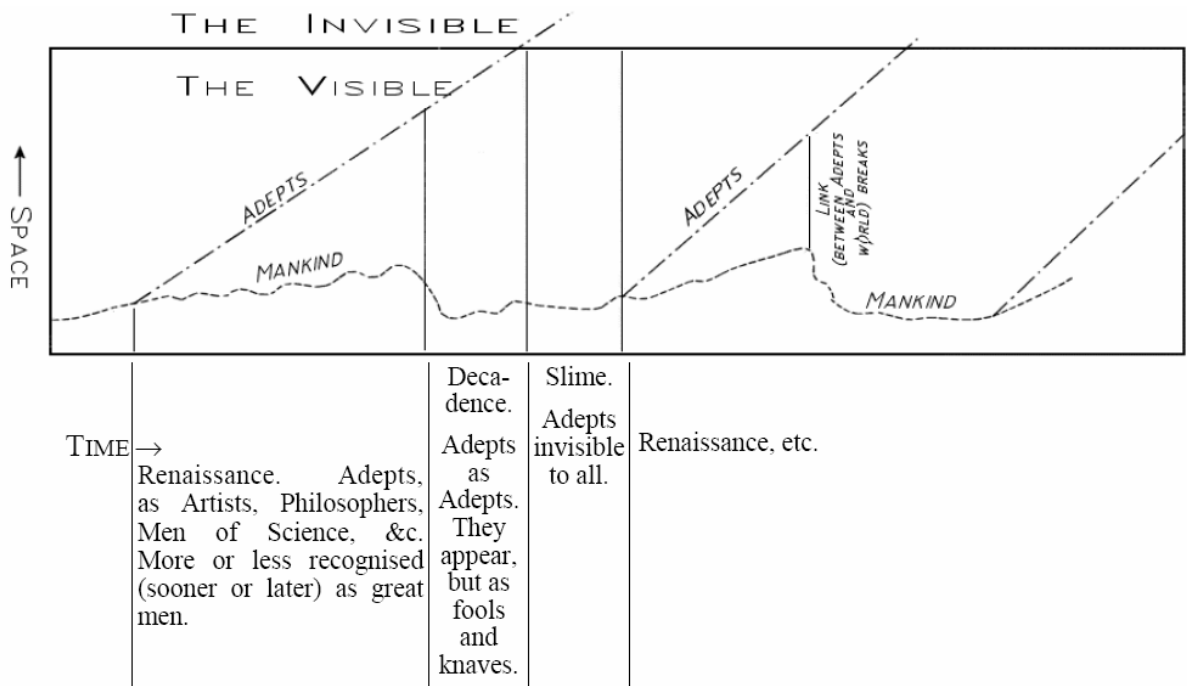 THE INVISIBLE
THE VISIBLE
← SPACE
ADEPTS
MANKIND
ADEPTS
LINK
(BETWEEN ADEPTS
AND
WORLD) BREAKS
MANKIND
TIME →
Renaissance. Adepts,
as Artists, Philosophers,
Men of Science, &c.
More or less recognised
(sooner or later) as great
men.
Deca-
dence.
Adepts
as
Adepts.
They
appear,
but as
fools
and
knaves.
Slime.
Adepts
invisible
to all.
Renaissance, etc.